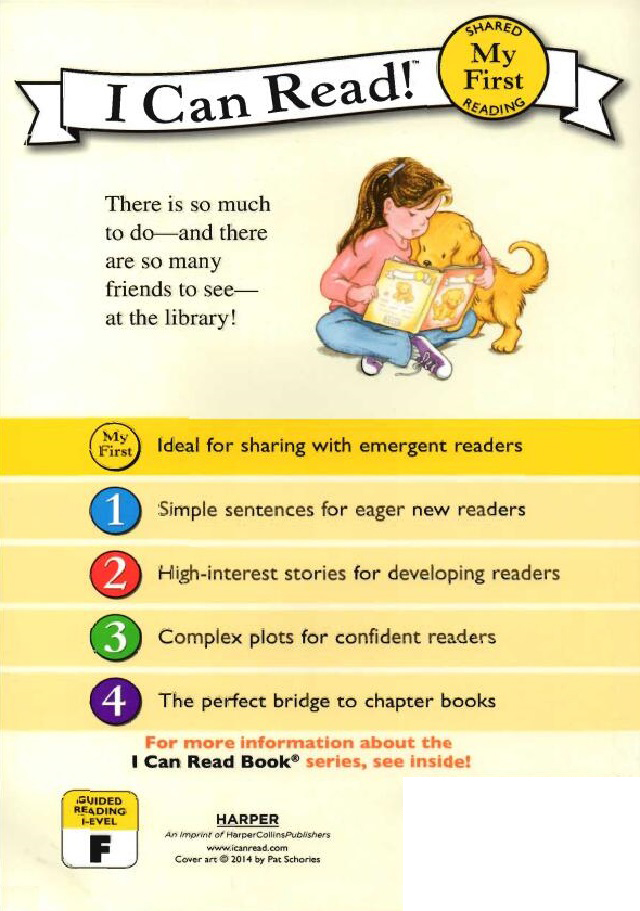 SHARED
My
First
READING
I Can Read!™
There is so much
to do—and there
are so many
friends to see—
at the library!
My
First
Ideal for sharing with emergent readers
1
Simple sentences for eager new readers
2
High-interest stories for developing readers
3
Complex plots for confident readers
4
The perfect bridge to chapter books
For more information about the
I Can Read Book® series, see inside!
GUIDED
READING
LEVEL
F
HARPER
An Imprint of HarperCollinsPublishers
www.icanread.com
Cover art © 2014 by Pat Schories